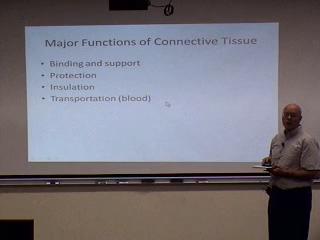 Major Functions of Connective Tissue
• Binding and support
• Protection
• Insulation
• Transportation (blood)